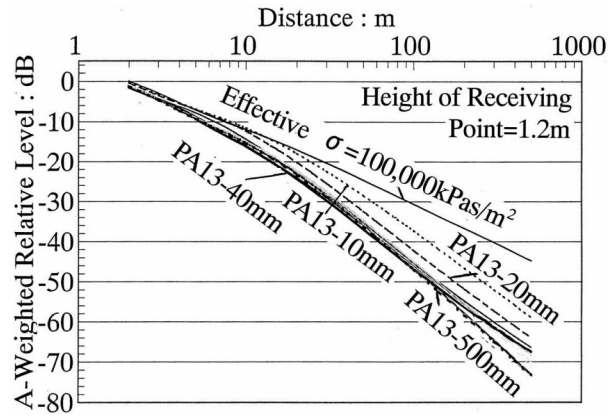 Distance : m
1
10
100
1000
A-Weighted Relative Level : dB
0
-10
-20
-30
-40
-50
-60
-70
-80
Height of Receiving
Point=1.2m
Effective
σ=100,000kPas/m²
PA13-40mm
PA13-10mm
PA13-20mm
PA13-500mm